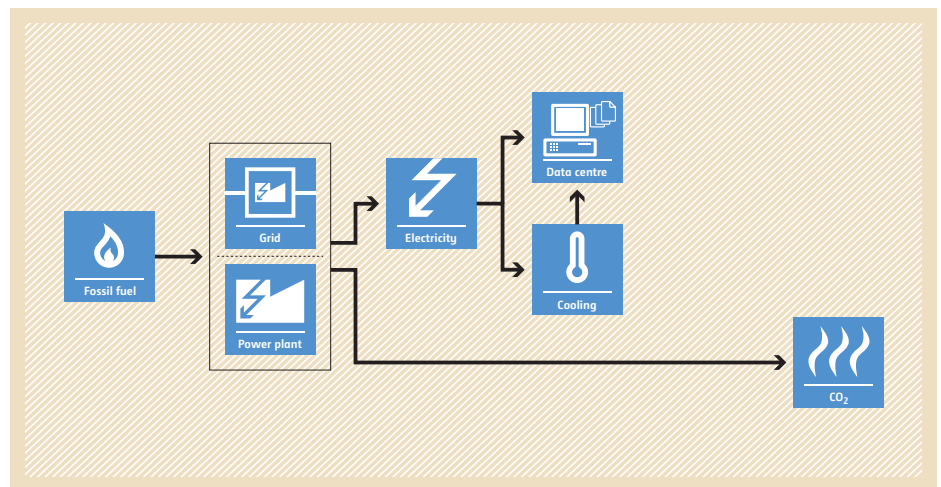 Data centre
Grid
Electricity
Fossil fuel
Cooling
Power plant
CO₂